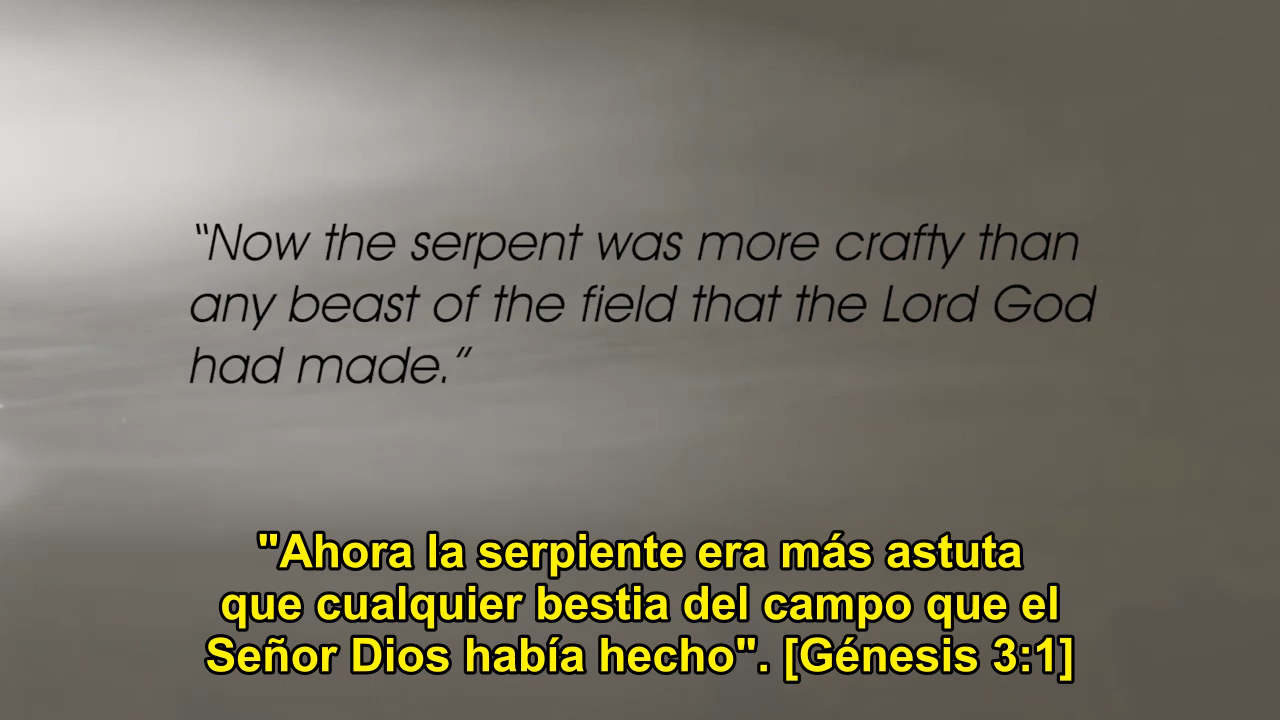 “Now the serpent was more crafty than
any beast of the field that the Lord God
had made.”
"Ahora la serpiente era más astuta
que cualquier bestia del campo que el
Señor Dios había hecho". [Génesis 3:1]